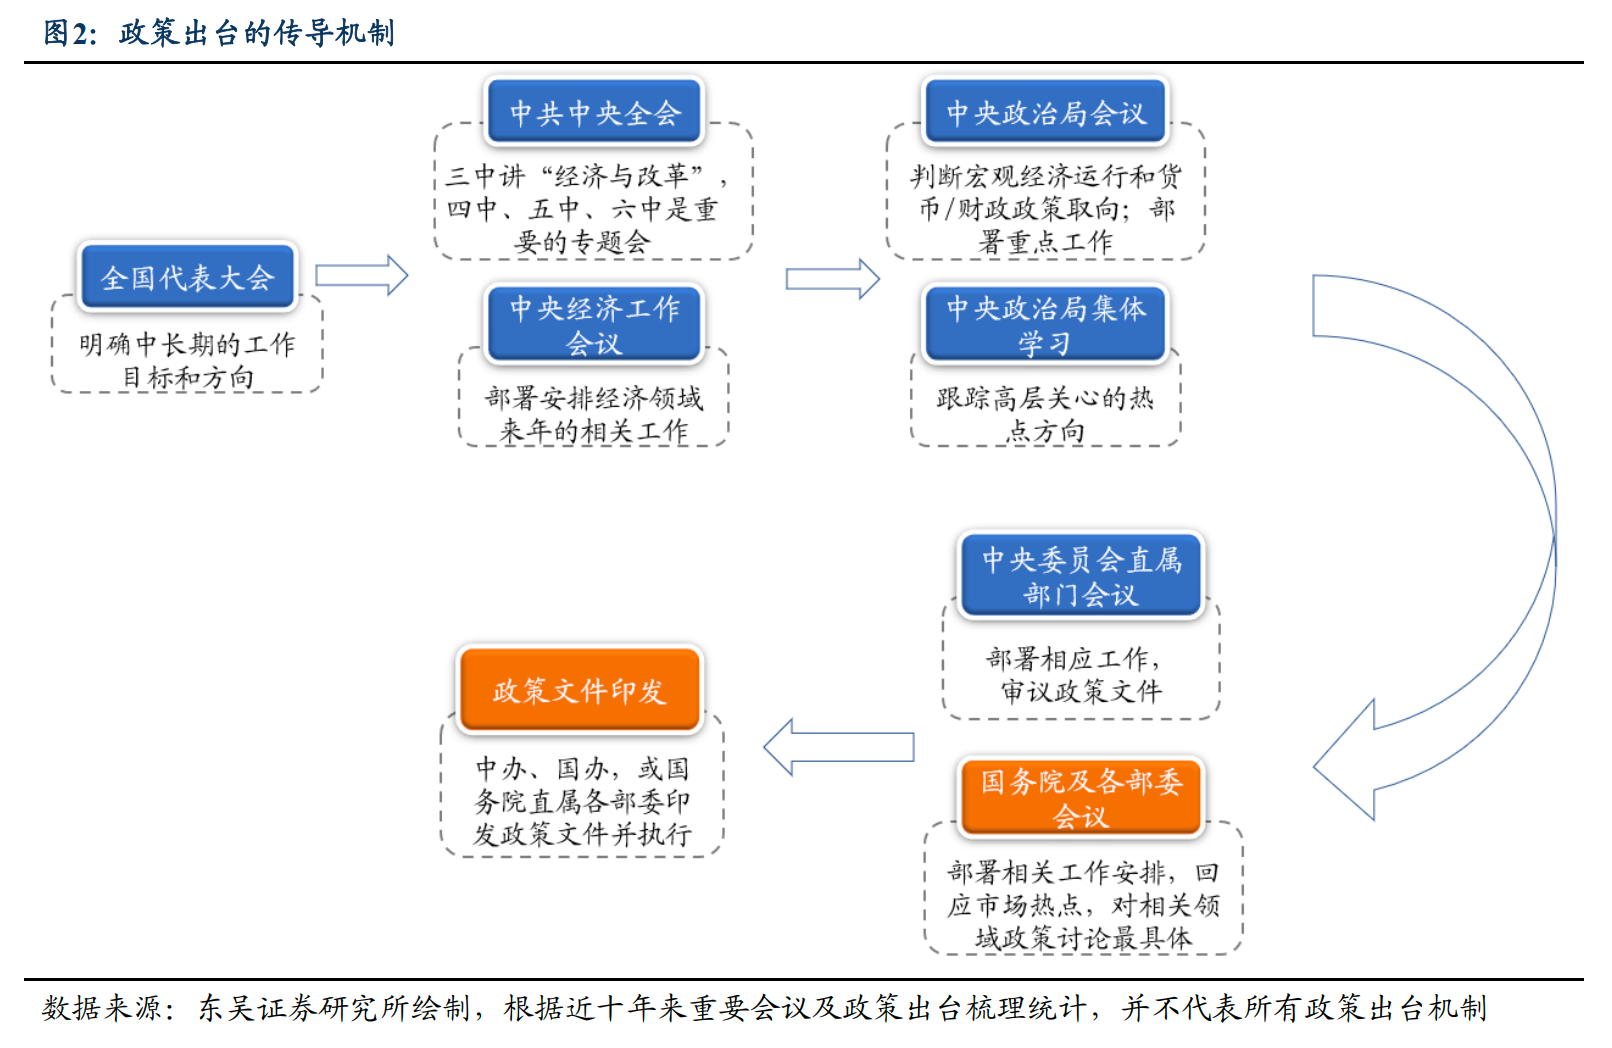 图2：政策出台的传导机制
全国代表大会
明确中长期的工作
目标和方向
中共中央全会
三中讲“经济与改革”，
四中、五中、六中是重
要的专题会
中央经济工作
会议
部署安排经济领域
来年的相关工作
中央政治局会议
判断宏观经济运行和货
币/财政政策取向；部
署重点工作
中央政治局集体
学习
跟踪高层关心的热
点方向
中央委员会直属
部门会议
部署相应工作，
审议政策文件
国务院及各部委
会议
部署相关工作安排，回
应市场热点，对相关领
域政策讨论最具体
政策文件印发
中办、国办，或国
务院直属各部委印
发政策文件并执行
数据来源：东吴证券研究所绘制，根据近十年来重要会议及政策出台梳理统计，并不代表所有政策出台机制